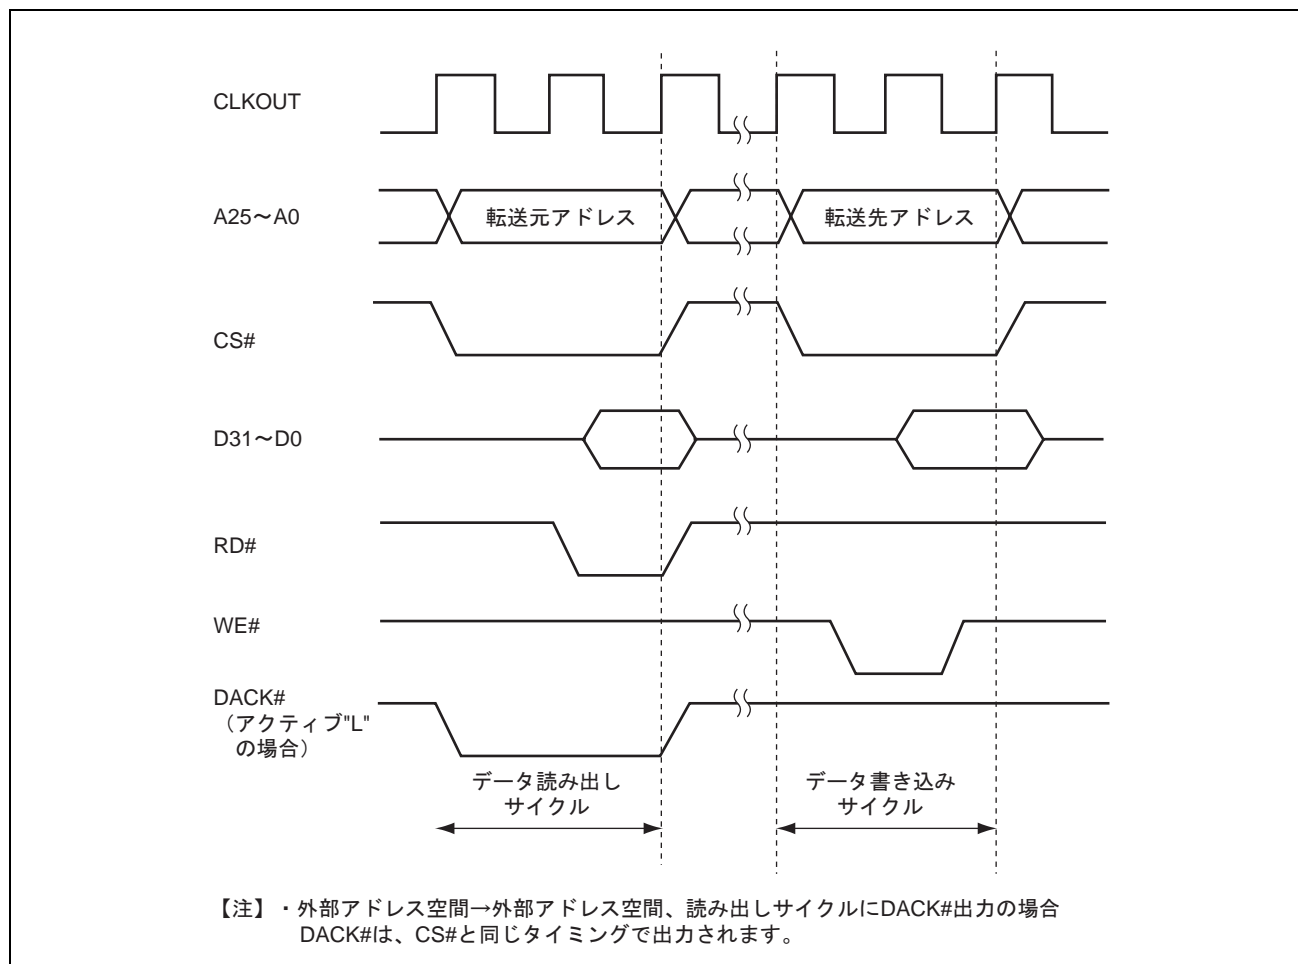 CLKOUT
A25～A0
転送元アドレス
転送先アドレス
CS#
D31～D0
RD#
WE#
DACK#
（アクティブ"L"
の場合）
データ読み出し
サイクル
データ書き込み
サイクル
【注】・外部アドレス空間→外部アドレス空間、読み出しサイクルにDACK#出力の場合
DACK#は、CS#と同じタイミングで出力されます。